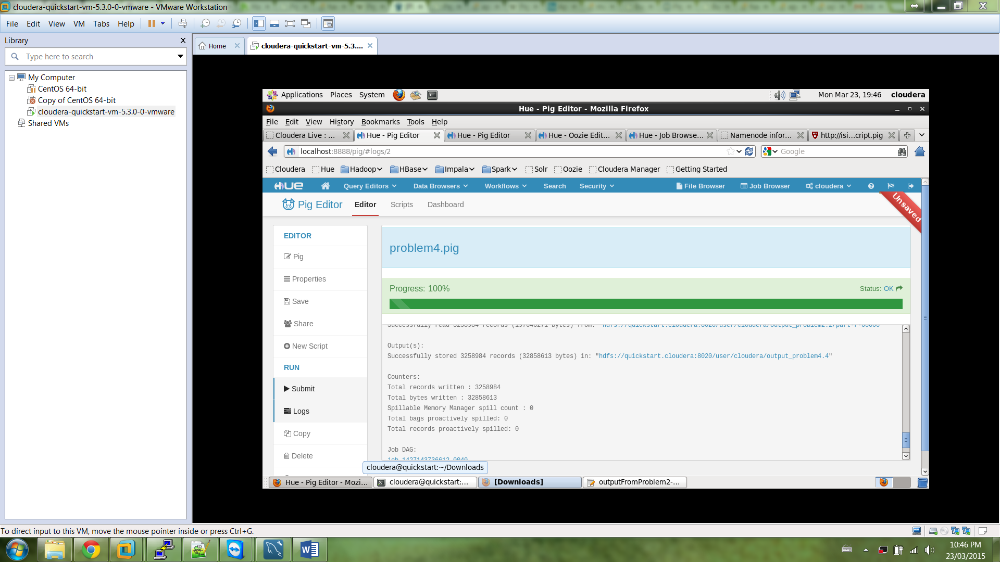 cloudera-quickstart-vm-5.3.0-0-vmware - VMware Workstation
File Edit View VM Tabs Help
Library
Type here to search
My Computer
CentOS 64-bit
Copy of CentOS 64-bit
cloudera-quickstart-vm-5.3.0-0-vmware
Shared VMs
Home
cloudera-quickstart-vm-5.3....
Applications Places System
Mon Mar 23, 19:46 cloudera
Hue - Pig Editor - Mozilla Firefox
File Edit View History Bookmarks Tools Help
Cloudera Live : ... Hue - Pig Editor Hue - Pig Editor Hue - Oozie Edit... Hue - Job Browse... Namenode infor... http://isi...cript.pig
localhost:8888/pig/#logs/2
Google
Cloudera Hue Hadoop HBase Impala Spark Solr Oozie Cloudera Manager Getting Started
HUE Query Editors Data Browsers Workflows Search Security File Browser Job Browser cloudera
Pig Editor Editor Scripts Dashboard
Unsaved
EDITOR
Pig
Properties
Save
Share
New Script
RUN
Submit
Logs
Copy
Delete
problem4.pig
Progress: 100% Status: OK
Successfully read 3258984 records (197646271 bytes) from: "hdfs://quickstart.cloudera:8020/user/cloudera/output_problem2.2/part-r-00000"
Output(s):
Successfully stored 3258984 records (32858613 bytes) in: "hdfs://quickstart.cloudera:8020/user/cloudera/output_problem4.4"
Counters:
Total records written : 3258984
Total bytes written : 32858613
Spillable Memory Manager spill count : 0
Total bags proactively spilled: 0
Total records proactively spilled: 0
Job DAG:
job_1427143736612_0040
cloudera@quickstart:~/Downloads
Hue - Pig Editor - Mozi... cloudera@quickstart:... [Downloads] outputFromProblem2-...
To direct input to this VM, move the mouse pointer inside or press Ctrl+G.
10:46 PM
23/03/2015